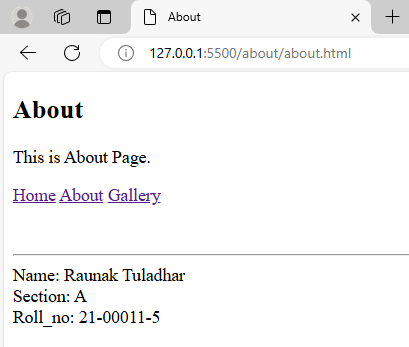 About
127.0.0.1:5500/about/about.html
About
This is About Page.
Home About Gallery
Name: Raunak Tuladhar
Section: A
Roll_no: 21-00011-5